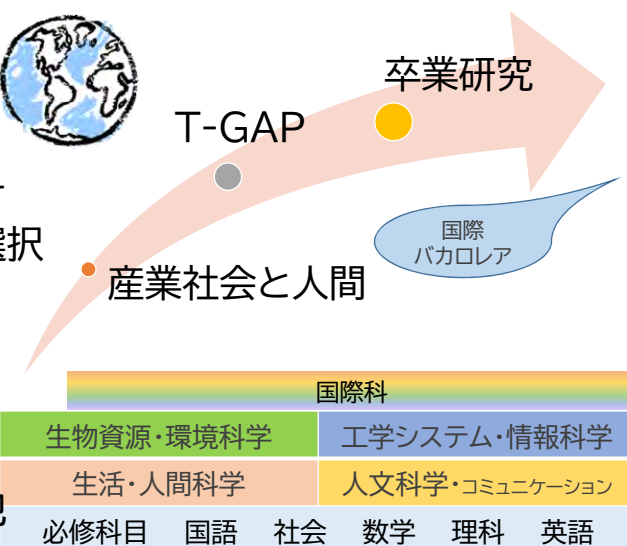 卒業研究
T-GAP
選択
国際
バカロレア
産業社会と人間
国際科
生物資源・環境科学 工学システム・情報科学
生活・人間科学 人文科学・コミュニケーション
必修科目 国語 社会 数学 理科 英語